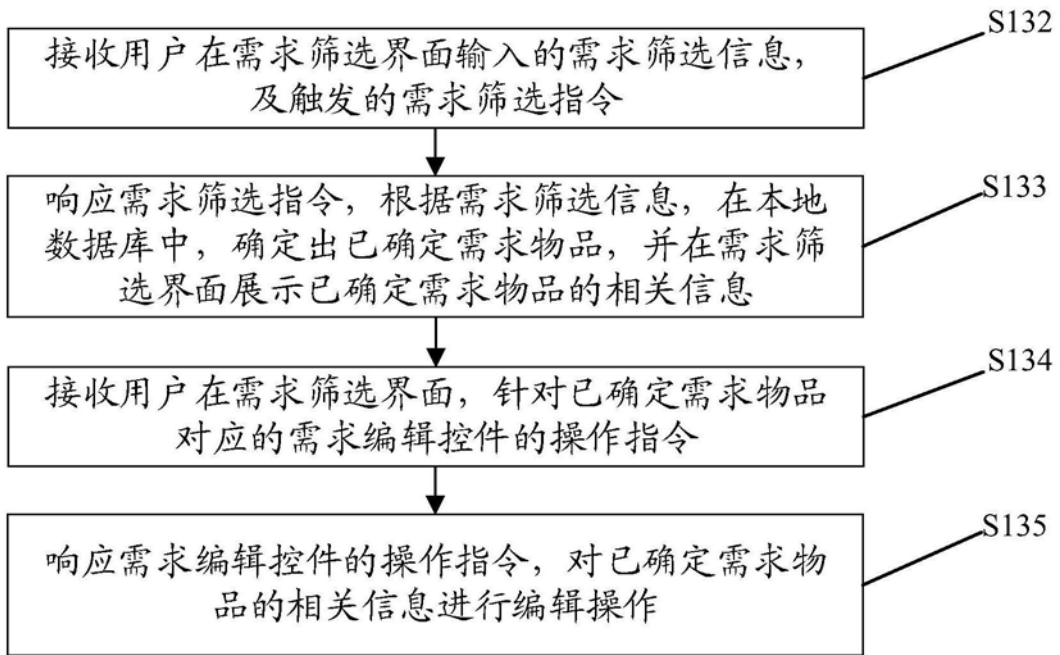 S132
接收用户在需求筛选界面输入的需求筛选信息，
及触发的需求筛选指令
S133
响应需求筛选指令，根据需求筛选信息，在本地
数据库中，确定出已确定需求物品，并在需求筛
选界面展示已确定需求物品的相关信息
S134
接收用户在需求筛选界面，针对已确定需求物品
对应的需求编辑控件的操作指令
S135
响应需求编辑控件的操作指令，对已确定需求物
品的相关信息进行编辑操作